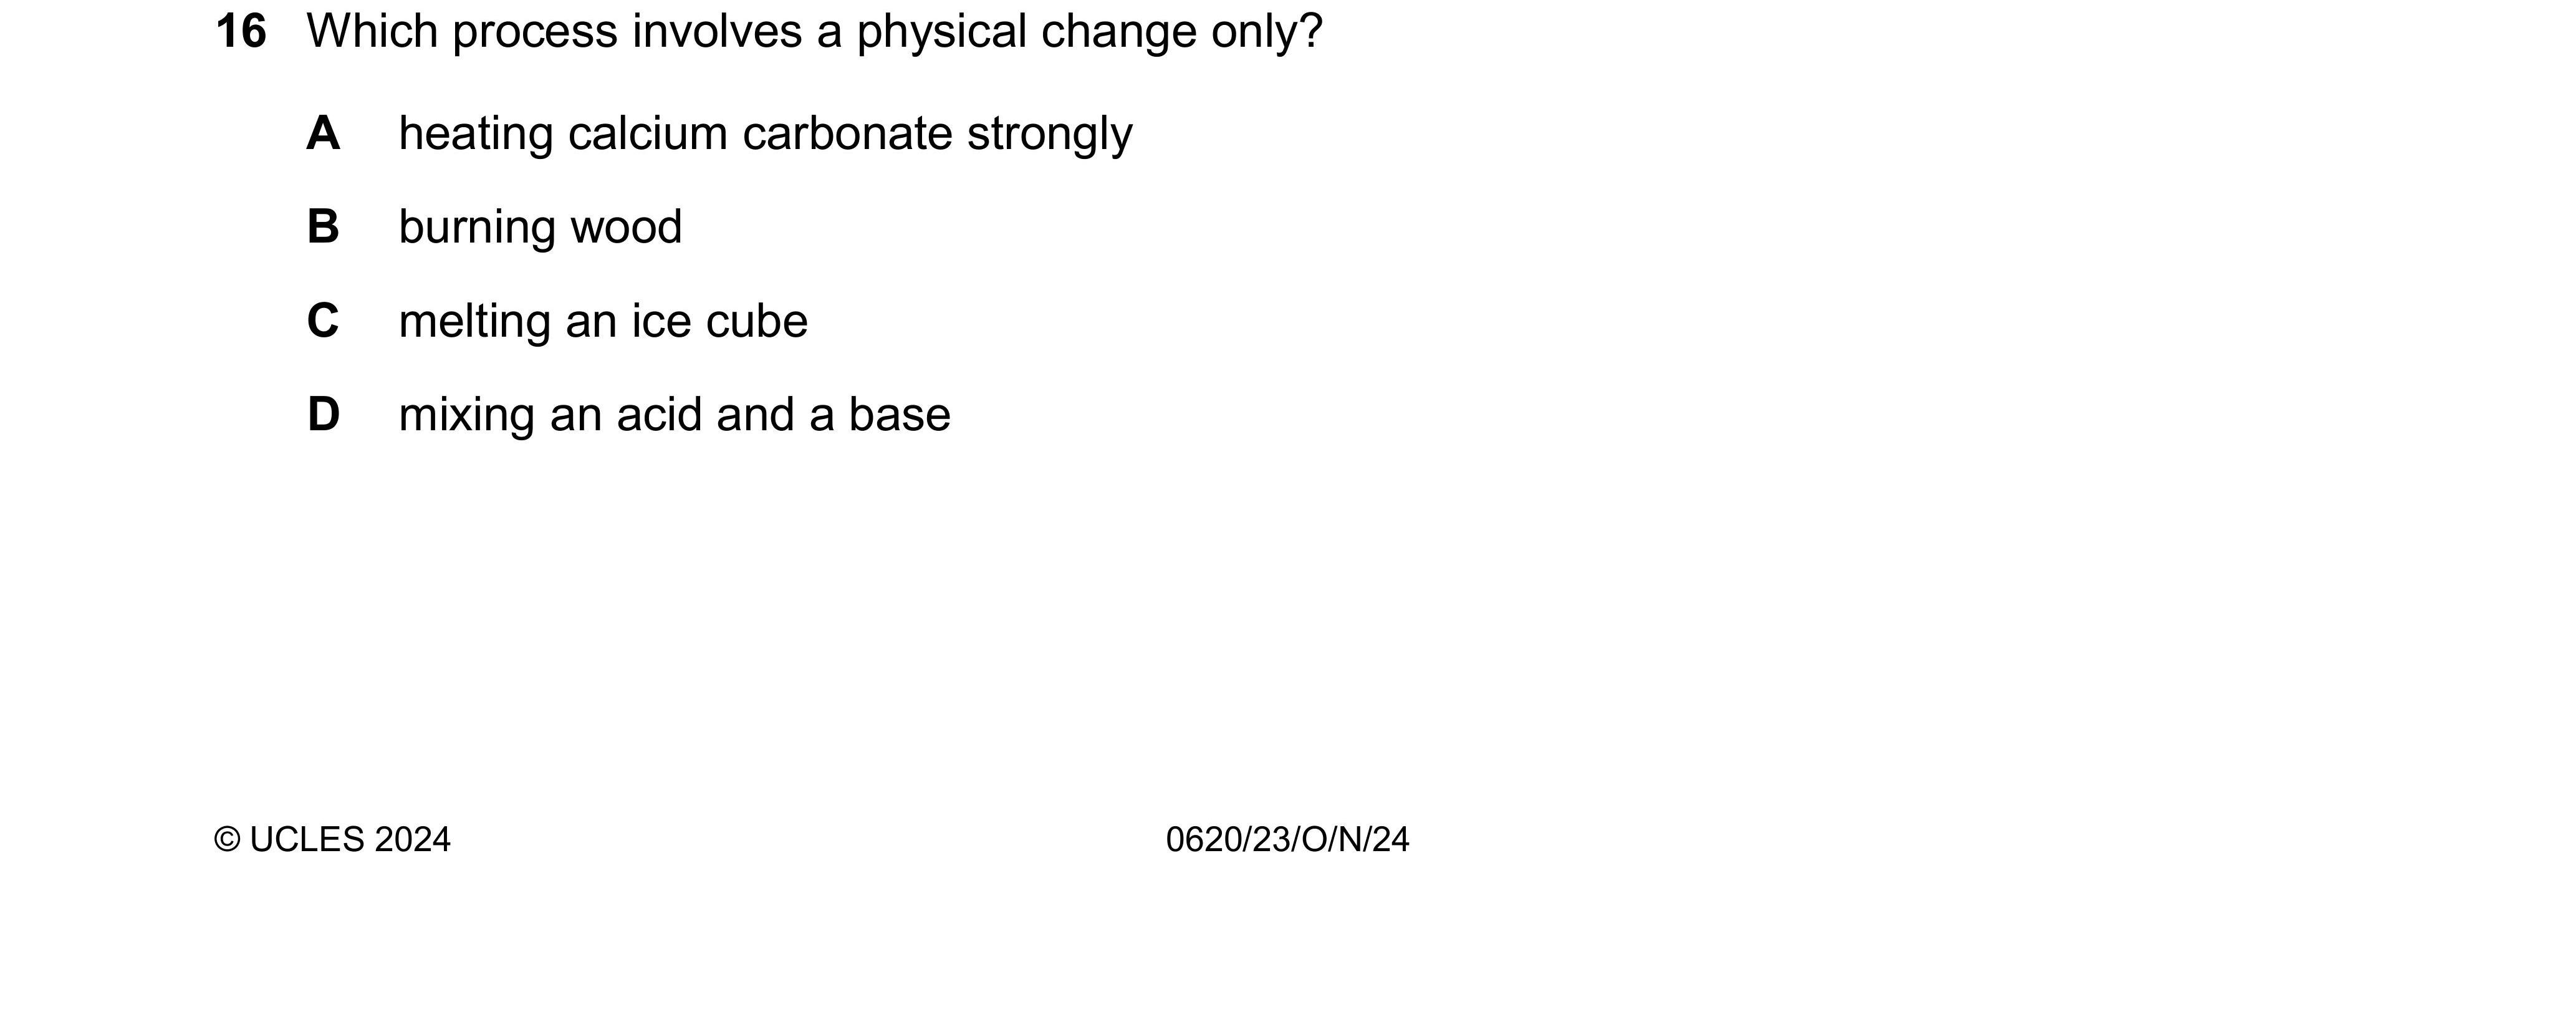 16 Which process involves a physical change only?
A heating calcium carbonate strongly
B burning wood
C melting an ice cube
D mixing an acid and a base
© UCLES 2024 0620/23/O/N/24